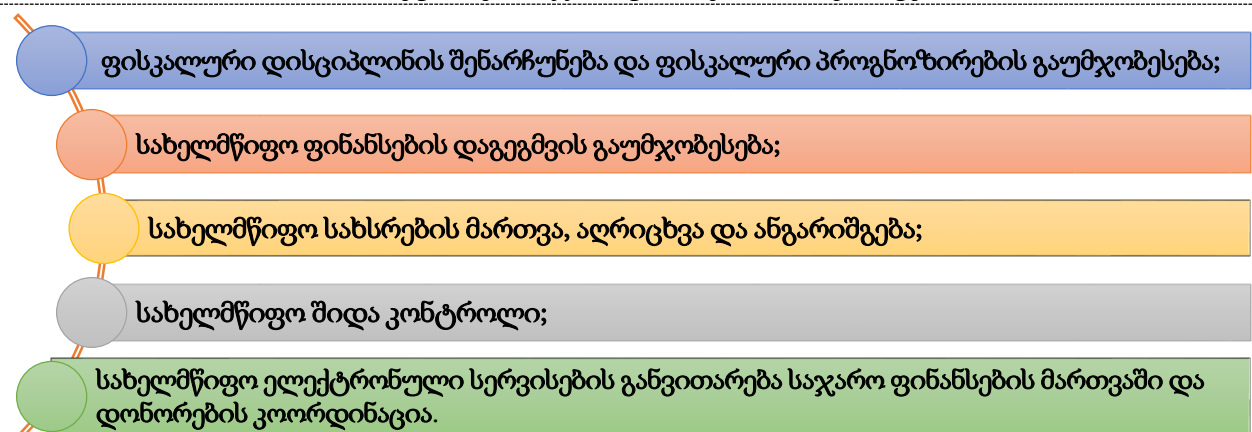 ფისკალური დისციპლინის შენარჩუნება და ფისკალური პროგნოზირების გაუმჯობესება;
სახელმწიფო ფინანსების დაგეგმვის გაუმჯობესება;
სახელმწიფო სახსრების მართვა, აღრიცხვა და ანგარიშგება;
სახელმწიფო შიდა კონტროლი;
სახელმწიფო ელექტრონული სერვისების განვითარება საჯარო ფინანსების მართვაში და
დონორების კოორდინაცია.